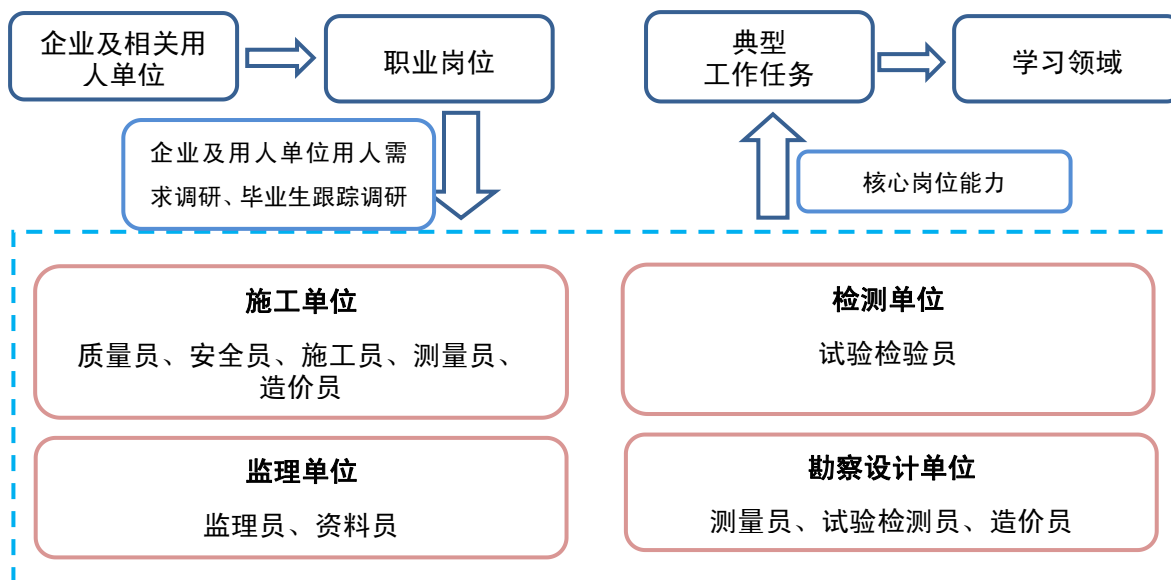 企业及相关用
人单位
职业岗位
典型
工作任务
学习领域
企业及用人单位用人需
求调研、毕业生跟踪调研
核心岗位能力
施工单位
质量员、安全员、施工员、测量员、
造价员
检测单位
试验检验员
监理单位
监理员、资料员
勘察设计单位
测量员、试验检测员、造价员